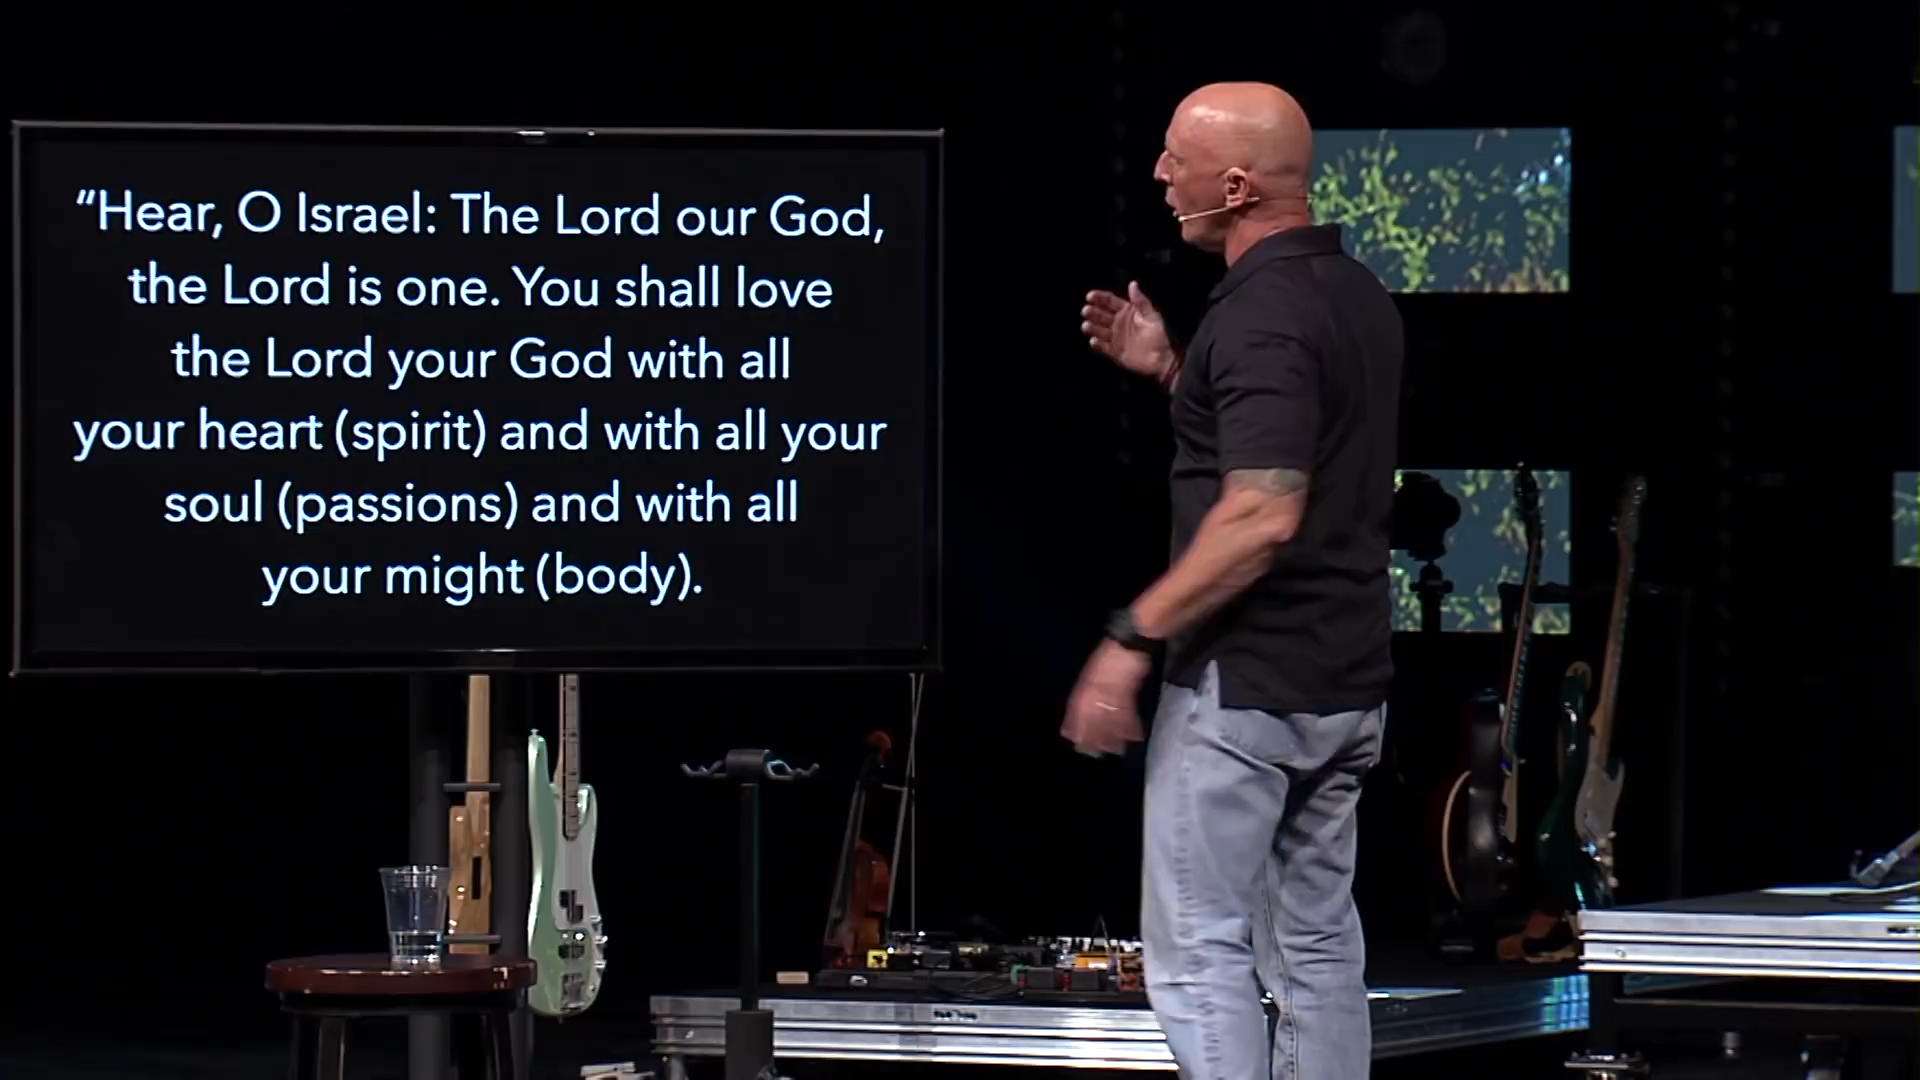 “Hear, O Israel: The Lord our God,
the Lord is one. You shall love
the Lord your God with all
your heart (spirit) and with all your
soul (passions) and with all
your might (body).